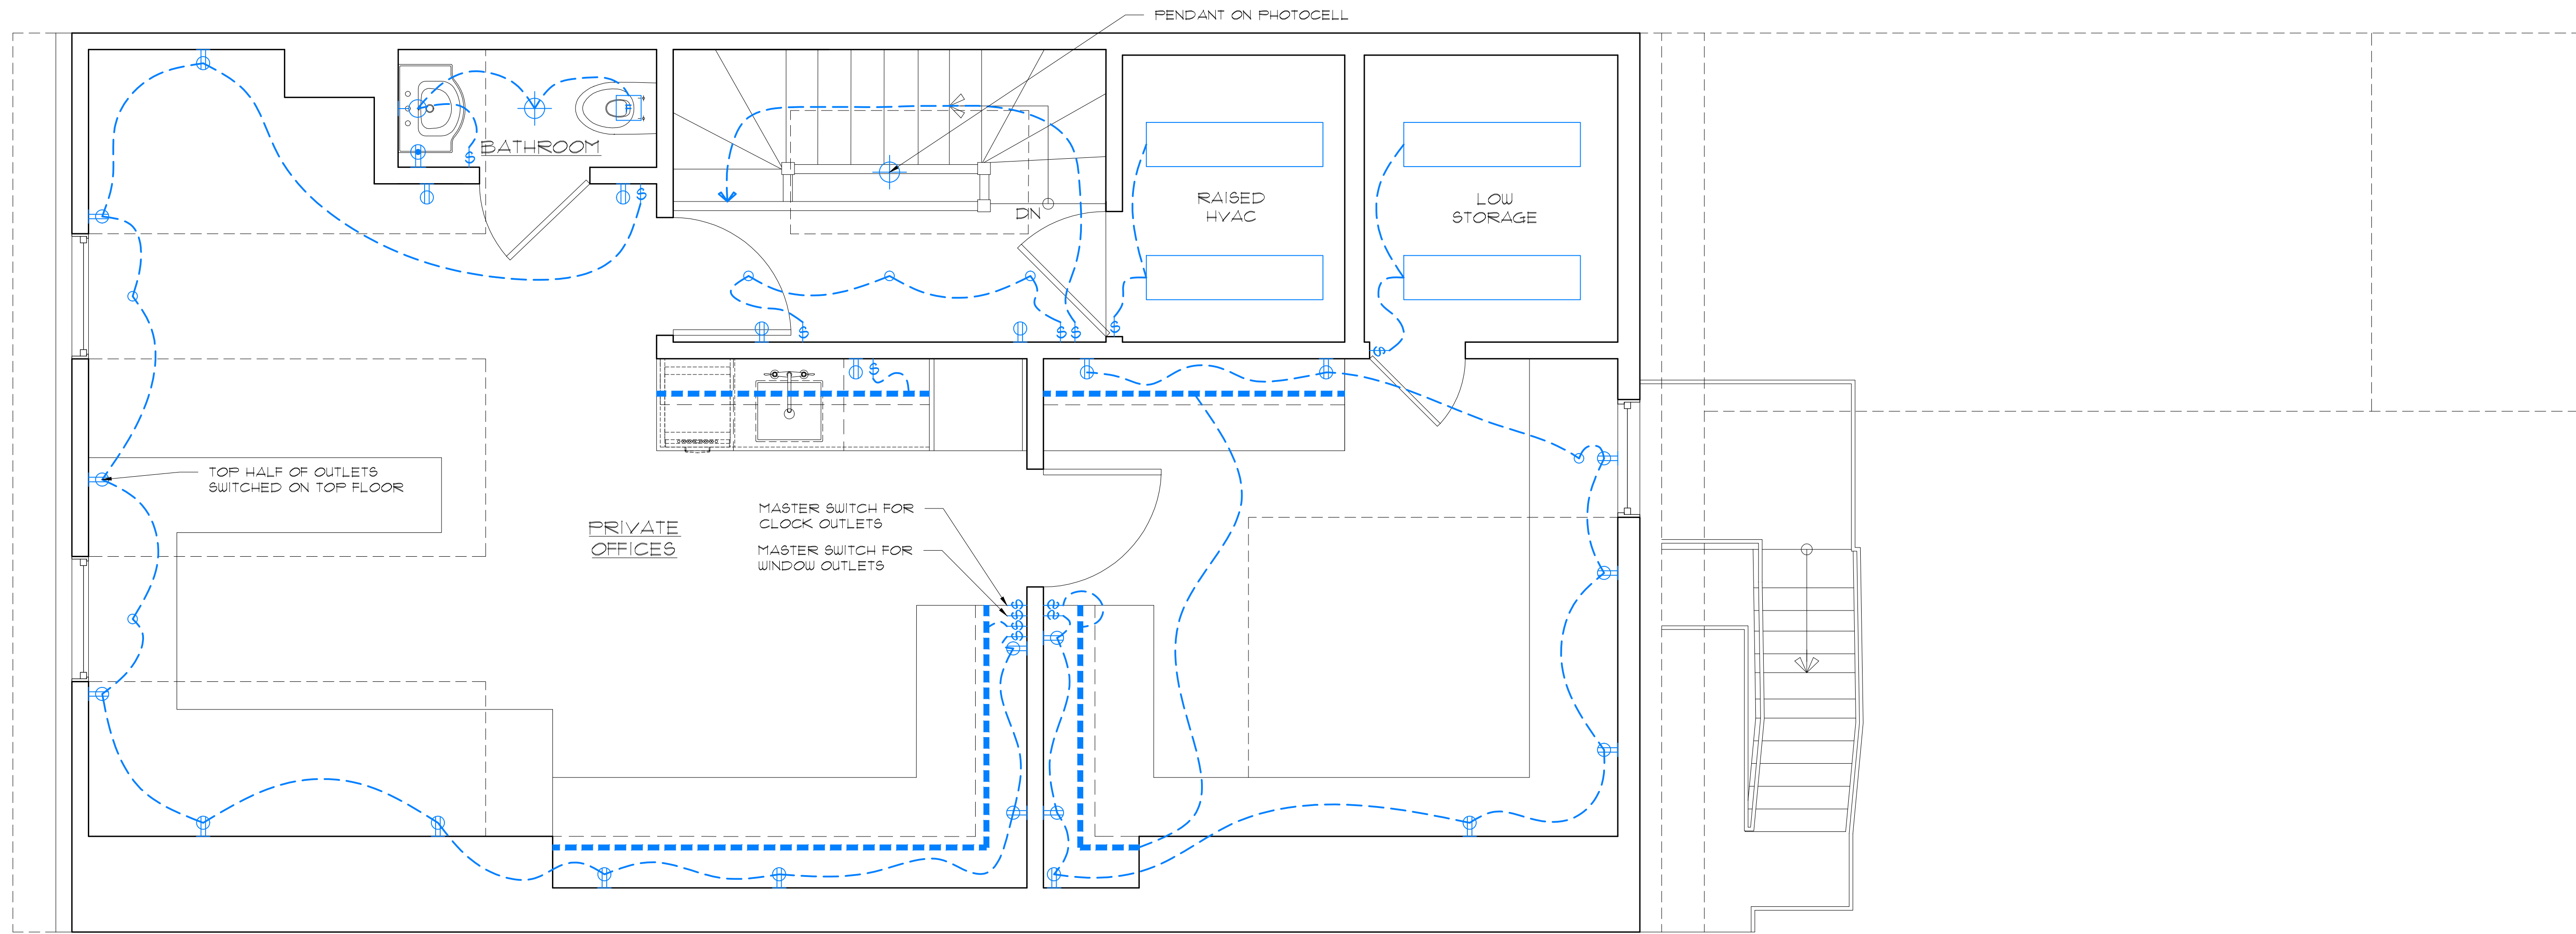 PENDANT ON PHOTOCELL
BATHROOM
$
$
DN
RAISED
HVAC
LOW
STORAGE
$
$
$
$
$
$
TOP HALF OF OUTLETS
SWITCHED ON TOP FLOOR
PRIVATE
OFFICES
MASTER SWITCH FOR
CLOCK OUTLETS
MASTER SWITCH FOR
WINDOW OUTLETS
$
$
$
$
$
$